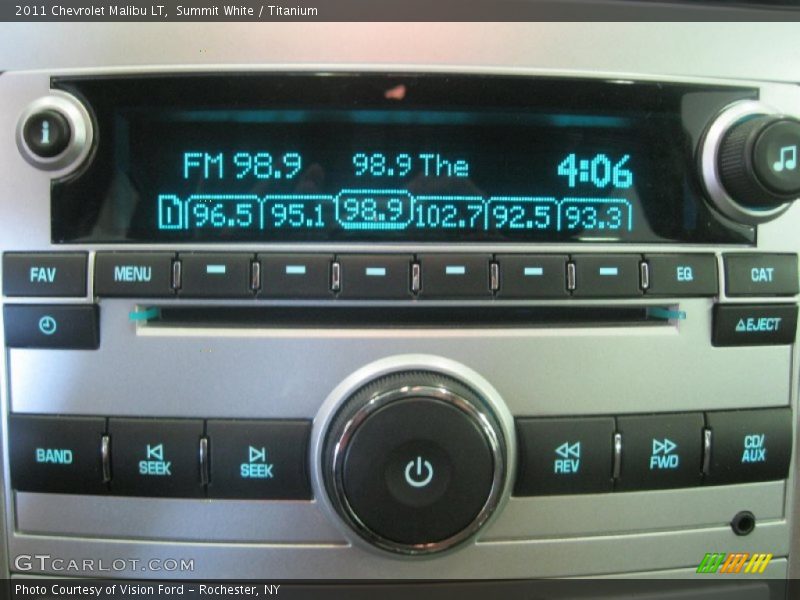 2011 Chevrolet Malibu LT, Summit White / Titanium
i
FM 98.9 98.9 The 4:06
1 96.5 95.1 98.9 102.7 92.5 93.3
FAV MENU EQ CAT
EJECT
BAND SEEK SEEK REV FWD CD/
AUX
GTCARLOT.COM
Photo Courtesy of Vision Ford - Rochester, NY